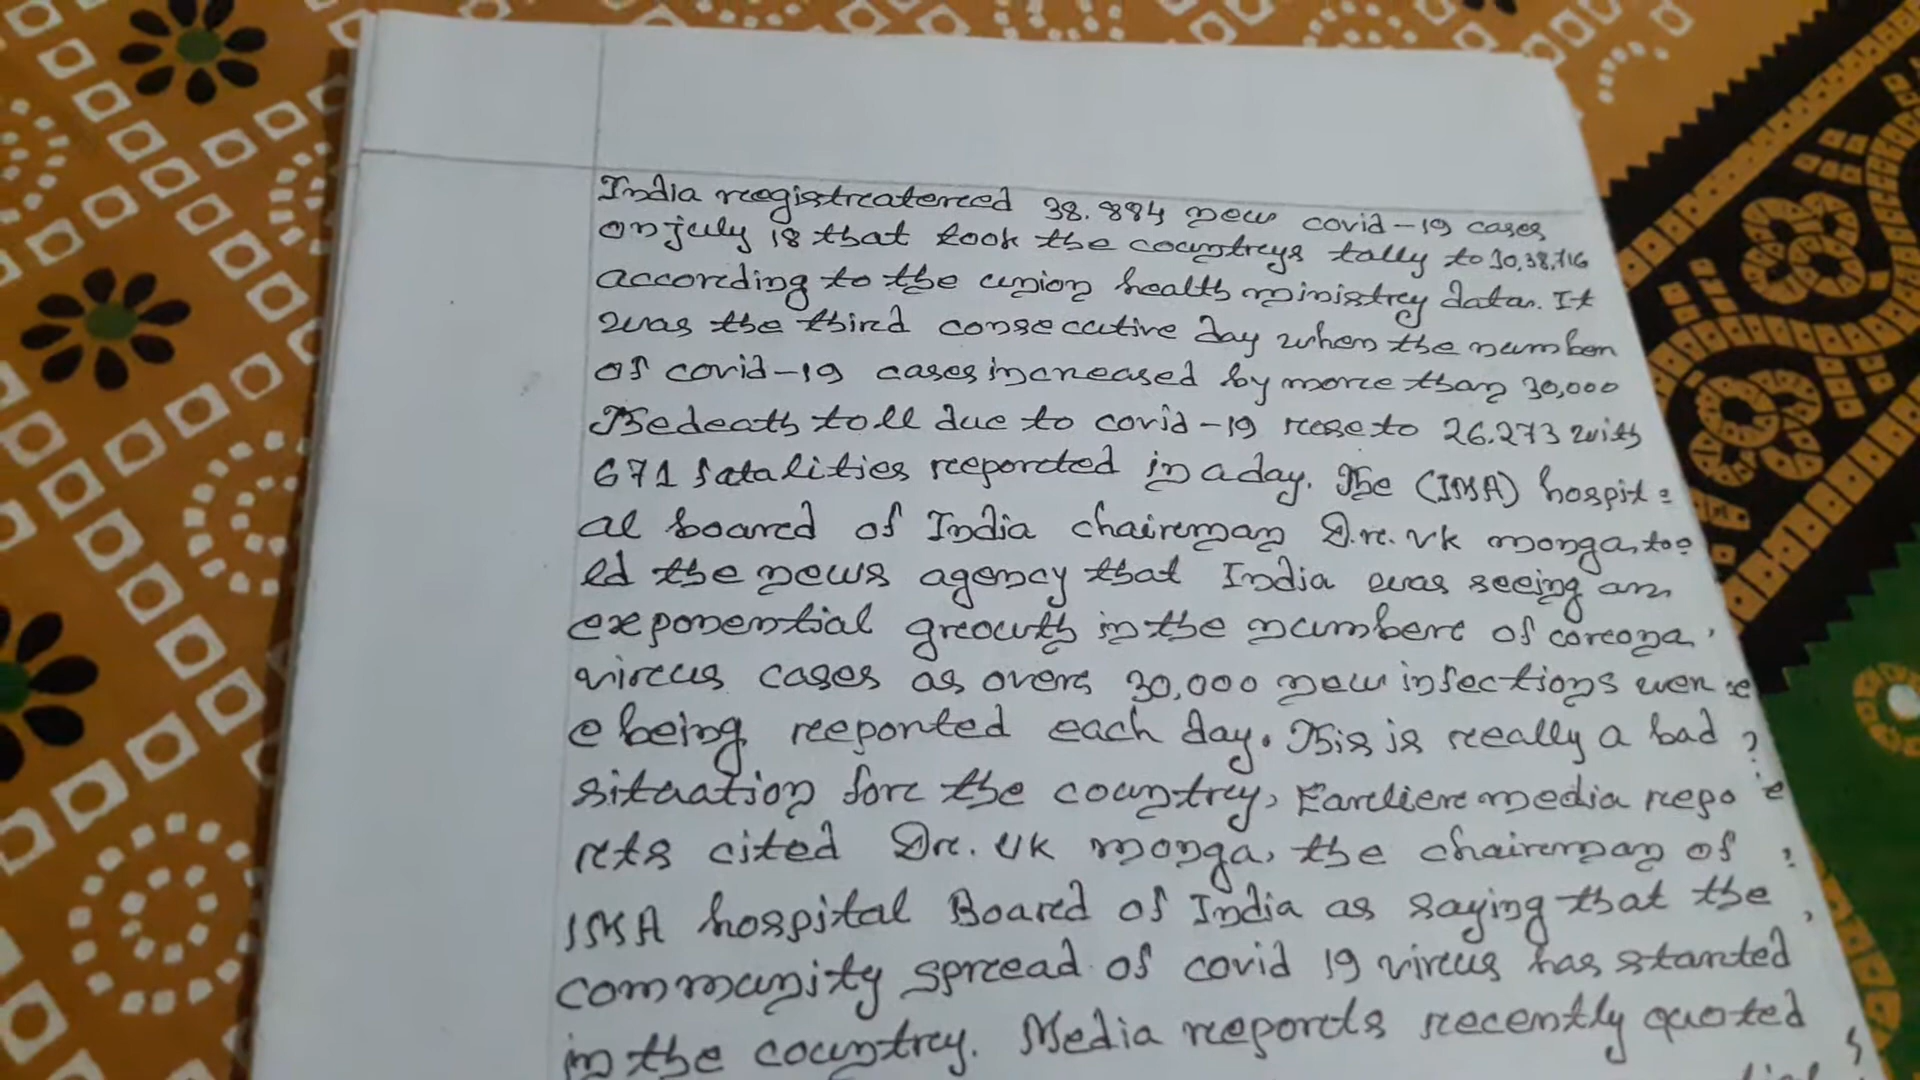 India registreatered 38.884 new covid-19 cases
on july 18 that took the countreys tally to 10,38,716
according to the union health ministrey data. It
was the third consecutive day when the number
of covid-19 cases increased by more than 30,000
The death toll due to covid-19 rose to 26.273 with
671 fatalities reported in a day. The (IMA) hospit=
al board of India chairman Dr. vk monga, to=
ld the news agency that India was seeing an
exponential growth in the number of corona
virus cases as overs 30,000 new infections wer
e being reported each day. This is really a bad
situation for the country, Earlier media repo
rts cited Dr. VK monga, the chairman of
IMA hospital Board of India as saying that the
community spread of covid 19 virus has started
in the country. Media reports recently quoted